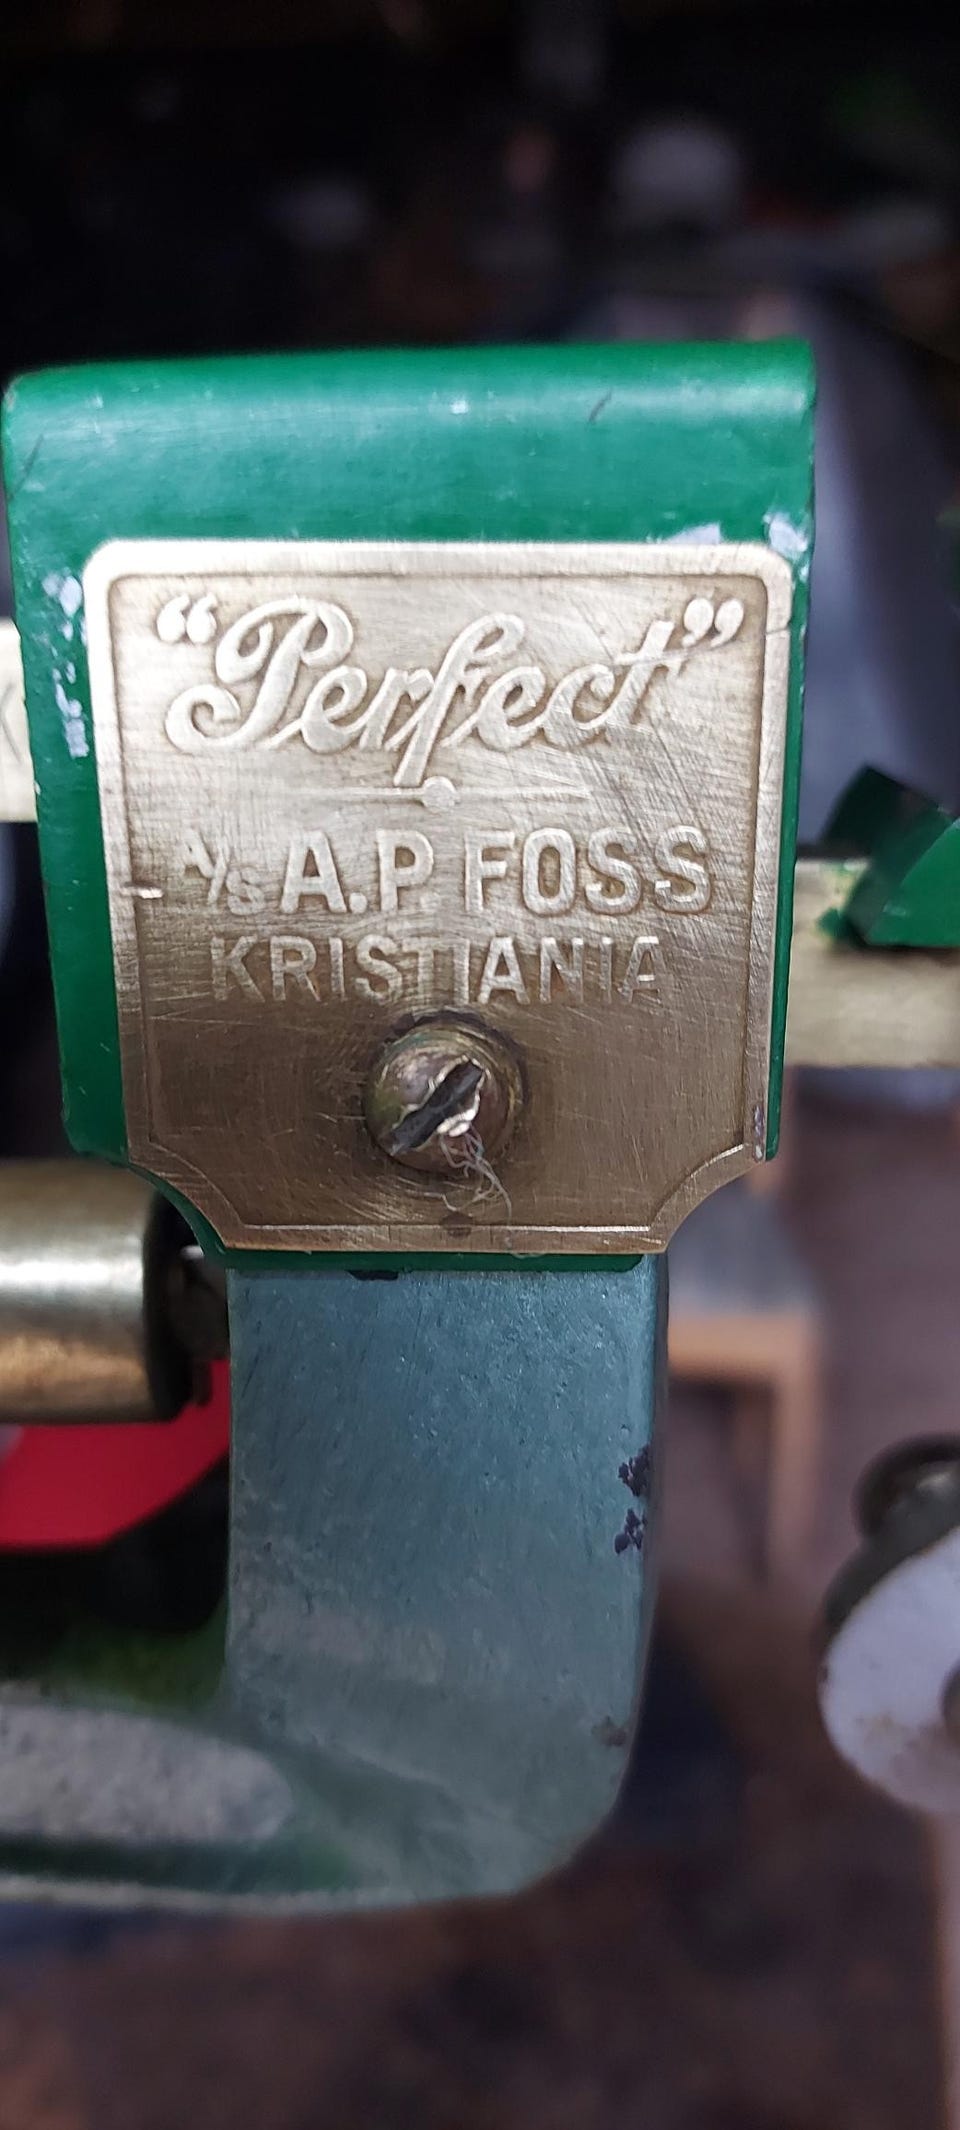 “Perfect”
A/S A.P. FOSS
KRISTIANIA